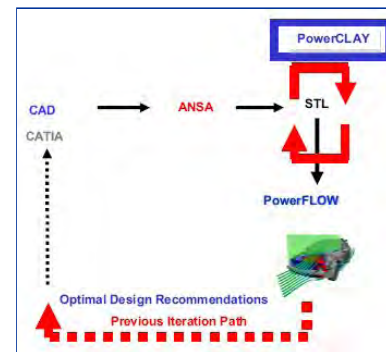 PowerCLAY
CAD
ANSA
STL
CATIA
PowerFLOW
Optimal Design Recommendations
Previous Iteration Path